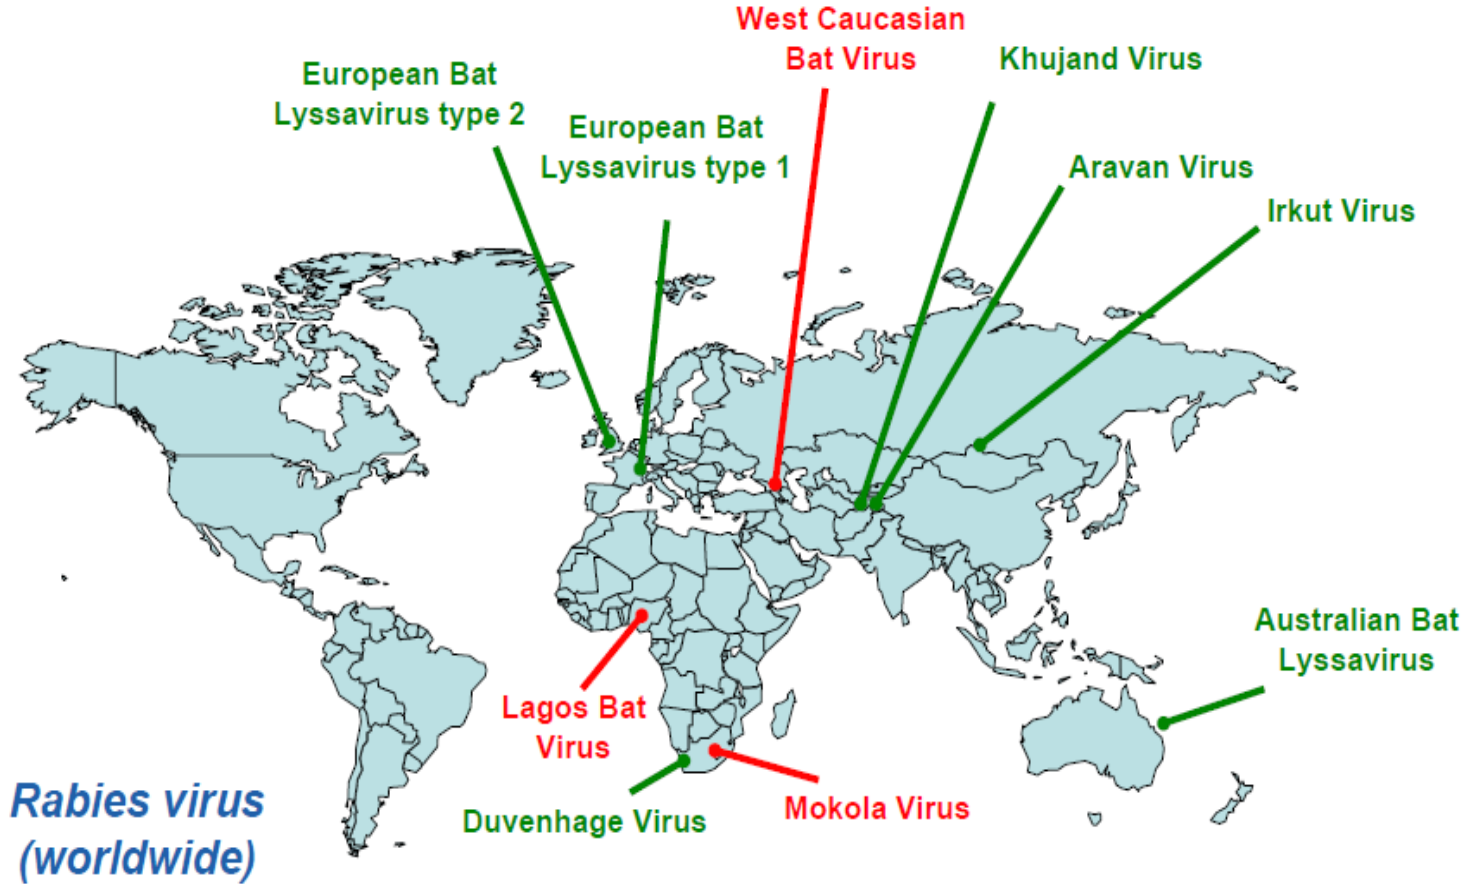 West Caucasian
Bat Virus
Khujand Virus
European Bat
Lyssavirus type 2
European Bat
Lyssavirus type 1
Aravan Virus
Irkut Virus
Australian Bat
Lyssavirus
Lagos Bat
Virus
Mokola Virus
Duvenhage Virus
Rabies virus
(worldwide)